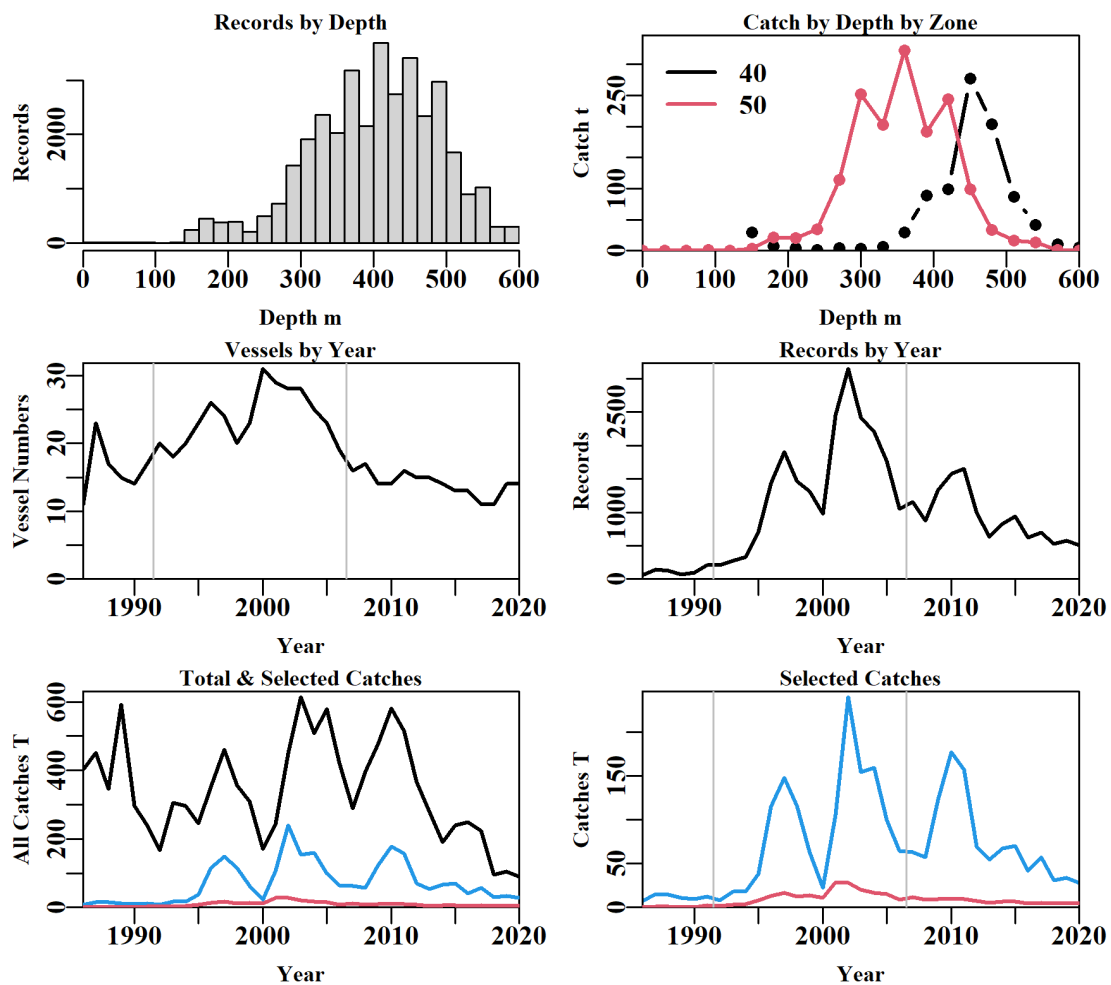 Records by Depth
Records
0
2000
0 100 200 300 400 500 600
Depth m
Catch by Depth by Zone
40
50
Catch t
0
100
250
0 100 200 300 400 500 600
Depth m
Vessels by Year
Vessel Numbers
0
10
20
30
1990 2000 2010 2020
Year
Records by Year
Records
0
1000
2500
1990 2000 2010 2020
Year
Total & Selected Catches
All Catches T
0
200
400
600
1990 2000 2010 2020
Year
Selected Catches
Catches T
0
50
150
1990 2000 2010 2020
Year